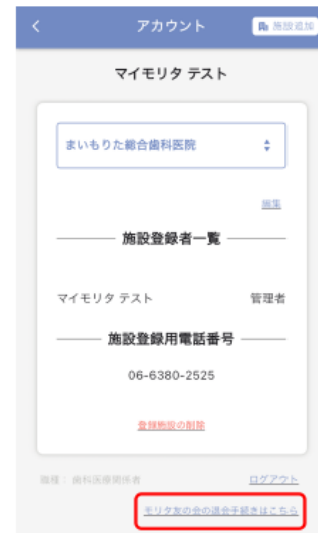 アカウント
施設追加
マイモリタ テスト
まいもりた総合歯科医院
編集
施設登録者一覧
マイモリタ テスト 管理者
施設登録用電話番号
06-6380-2525
登録施設の削除
職種： 歯科医療関係者 ログアウト
モリタ友の会の退会手続きはこちら